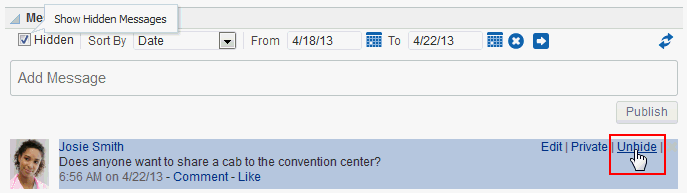 Me
Show Hidden Messages
Hidden Sort By Date From 4/18/13 To 4/22/13
Add Message
Publish
Josie Smith Edit | Private | Unhide |
Does anyone want to share a cab to the convention center?
6:56 AM on 4/22/13 - Comment - Like